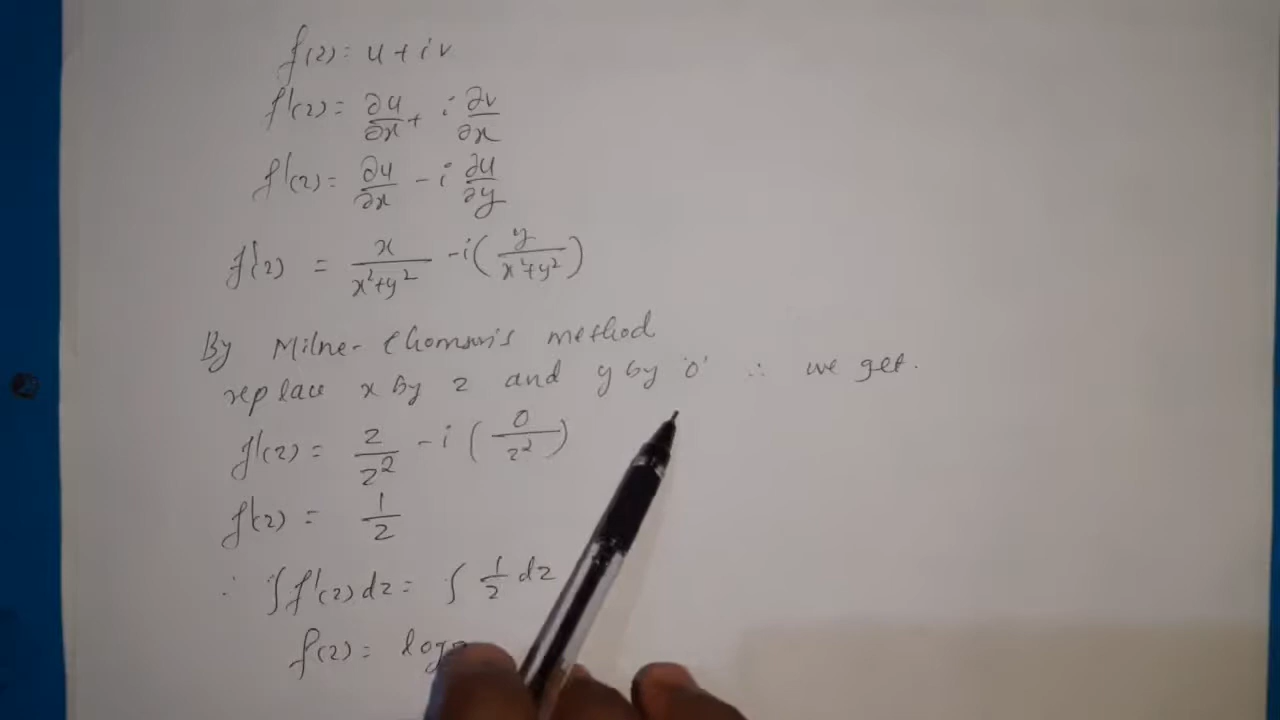 f(z) = u + iv
f'(z) = ∂u/∂x + i ∂v/∂x
f'(z) = ∂u/∂x - i ∂u/∂y
f'(z) = x/(x²+y²) - i(y/(x²+y²))
By Milne-Thomson's method
replace x by z and y by '0' ∴ we get.
f'(z) = z/z² - i(0/z²)
f'(z) = 1/z
∴ ∫f'(z)dz = ∫ 1/z dz
f(z) = log